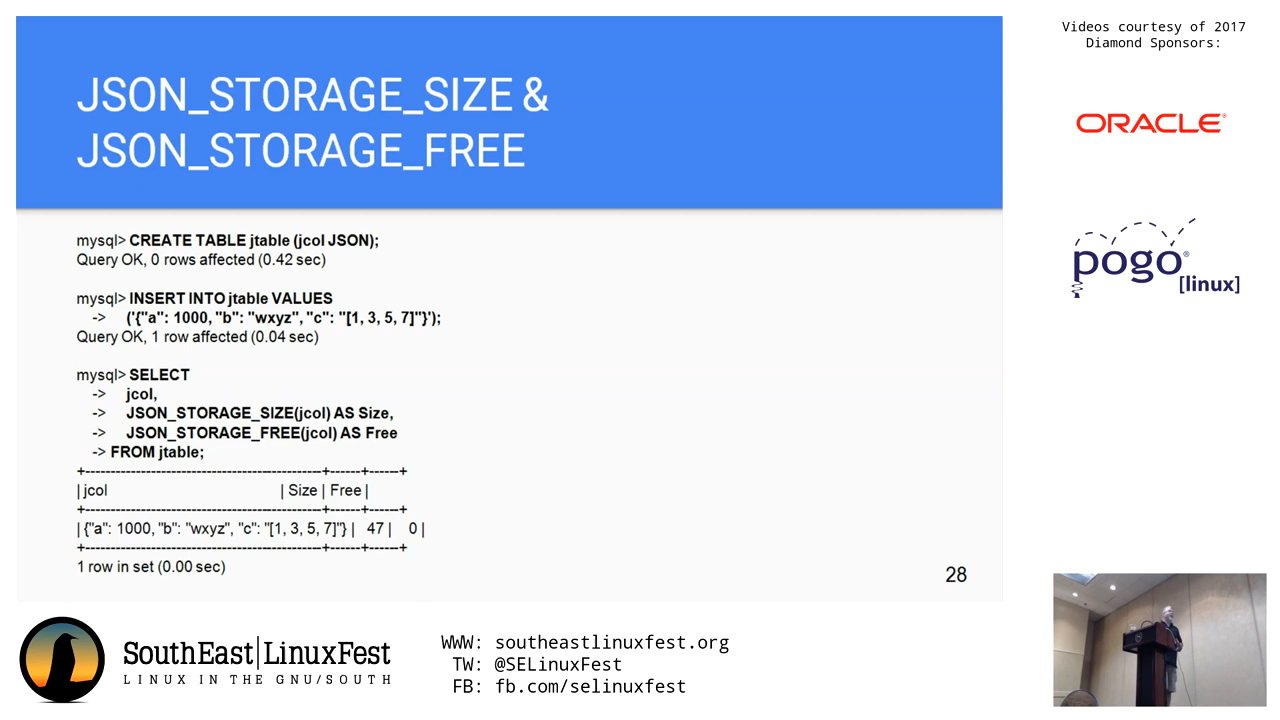 JSON_STORAGE_SIZE &
JSON_STORAGE_FREE
mysql> CREATE TABLE jtable (jcol JSON);
Query OK, 0 rows affected (0.42 sec)
mysql> INSERT INTO jtable VALUES
-> ('{"a": 1000, "b": "wxyz", "c": "[1, 3, 5, 7]"}');
Query OK, 1 row affected (0.04 sec)
mysql> SELECT
-> jcol,
-> JSON_STORAGE_SIZE(jcol) AS Size,
-> JSON_STORAGE_FREE(jcol) AS Free
-> FROM jtable;
+-----------------------------------------------+------+------+
| jcol | Size | Free |
+-----------------------------------------------+------+------+
| {"a": 1000, "b": "wxyz", "c": "[1, 3, 5, 7]"} | 47 | 0 |
+-----------------------------------------------+------+------+
1 row in set (0.00 sec)
28
Videos courtesy of 2017
Diamond Sponsors:
ORACLE®
pogo®
[linux]
SouthEast|LinuxFest
LINUX IN THE GNU/SOUTH
WWW: southeastlinuxfest.org
TW: @SELinuxFest
FB: fb.com/selinuxfest